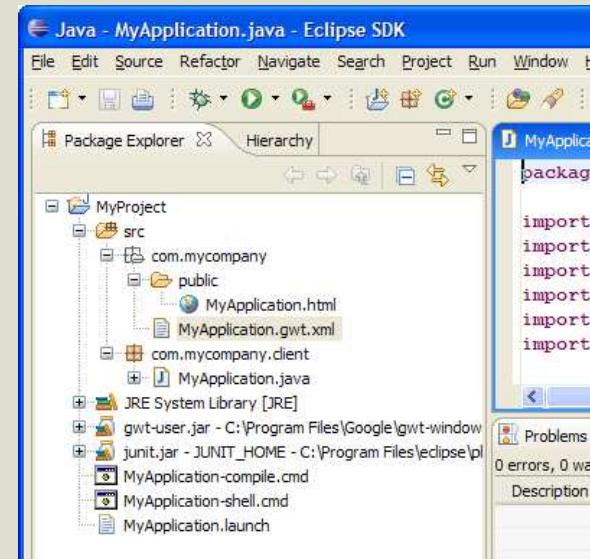 Java - MyApplication.java - Eclipse SDK
File Edit Source Refactor Navigate Search Project Run Window
Package Explorer Hierarchy
MyApplica
packag
MyProject
src
import
com.mycompany
import
public
import
MyApplication.html
import
MyApplication.gwt.xml
import
com.mycompany.client
import
MyApplication.java
JRE System Library [JRE]
gwt-user.jar - C:\Program Files\Google\gwt-window
Problems
junit.jar - JUNIT_HOME - C:\Program Files\eclipse\pl
0 errors, 0 wa
MyApplication-compile.cmd
Description
MyApplication-shell.cmd
MyApplication.launch